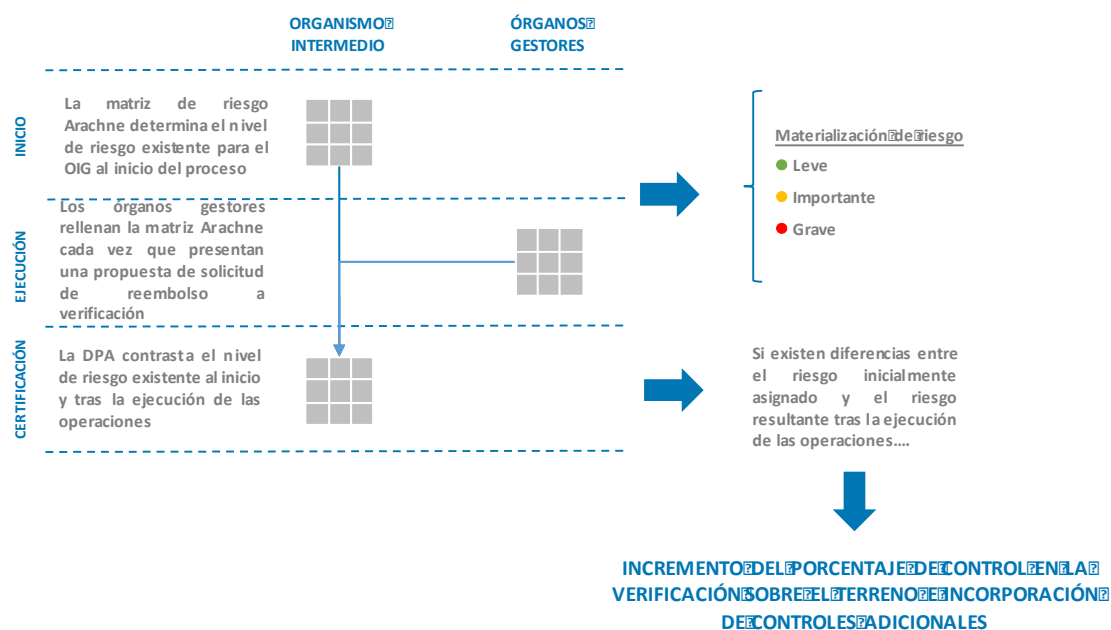 ORGANISMO
INTERMEDIO
ÓRGANOS
GESTORES
INICIO
La matriz de riesgo
Arachne determina el nivel
de riesgo existente para el
OIG al inicio del proceso
EJECUCIÓN
Los órganos gestores
rellenan la matriz Arachne
cada vez que presentan
una propuesta de solicitud
de reembolso a
verificación
CERTIFICACIÓN
La DPA contrasta el nivel
de riesgo existente al inicio
y tras la ejecución de las
operaciones
Materialización de riesgo
Leve
Importante
Grave
Si existen diferencias entre
el riesgo inicialmente
asignado y el riesgo
resultante tras la ejecución
de las operaciones....
INCREMENTO DEL PORCENTAJE DE CONTROL EN LA
VERIFICACIÓN SOBRE EL TERRENO E INCORPORACIÓN
DE CONTROLES ADICIONALES